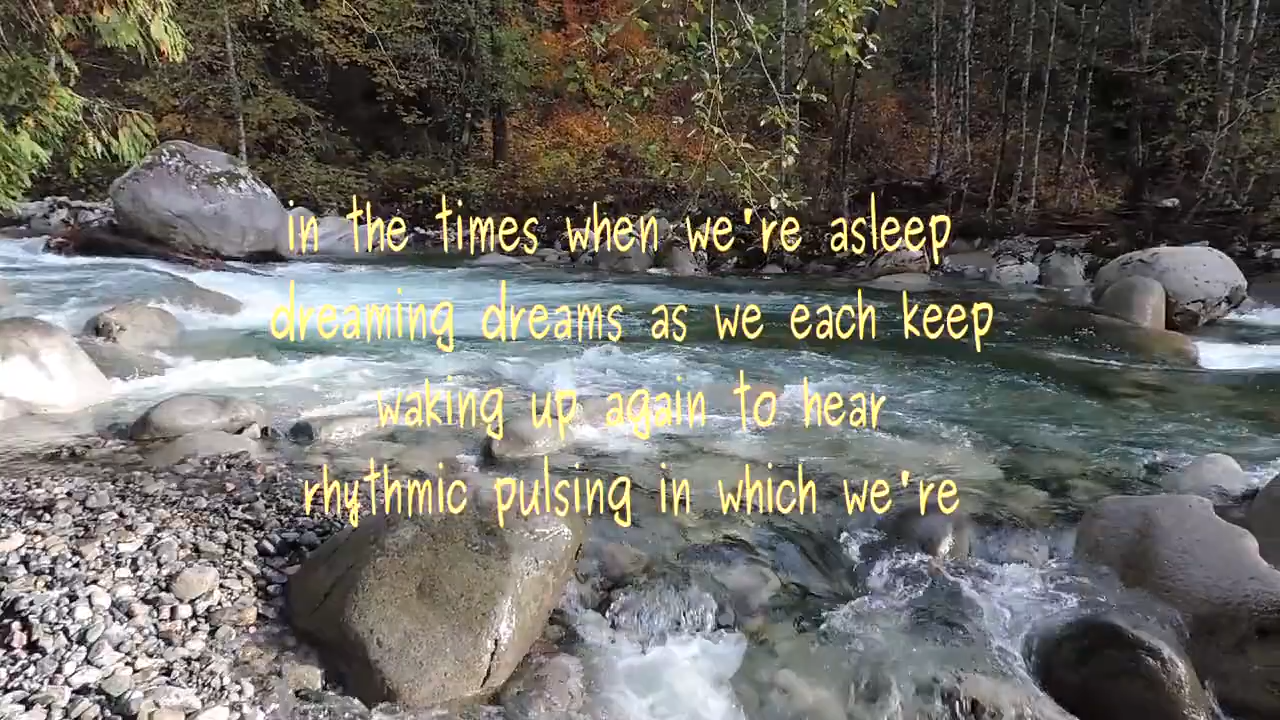 in the times when we're asleep
dreaming dreams as we each keep
waking up again to hear
rhythmic pulsing in which we're